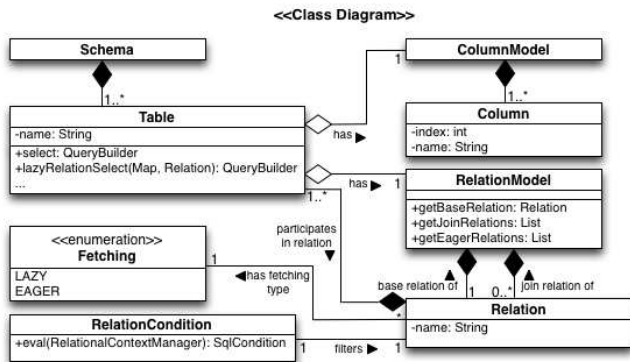 <<Class Diagram>>
Schema
ColumnModel
1
1..*
1..*
Table
-name: String
+select: QueryBuilder
+lazyRelationSelect(Map, Relation): QueryBuilder
...
has
Column
-index: int
-name: String
has
1
1..*
RelationModel
+getBaseRelation: Relation
+getJoinRelations: List
+getEagerRelations: List
participates
in relation
<<enumeration>>
Fetching
LAZY
EAGER
1
has fetching
type
base relation of
1
0..*
join relation of
*
Relation
-name: String
RelationCondition
+eval(RelationalContextManager): SqlCondition
1
filters
1